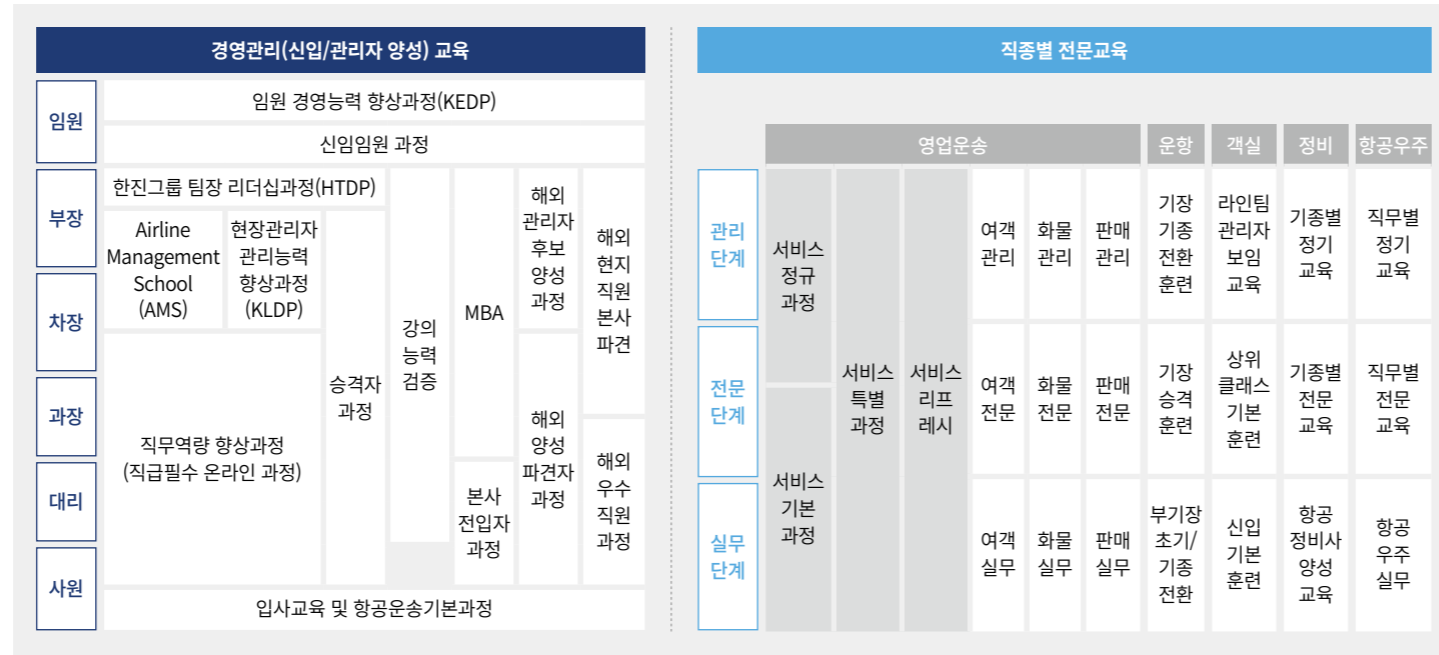 경영관리(신입/관리자 양성) 교육
임원
부장
차장
과장
대리
사원
임원 경영능력 향상과정(KEDP)
신임임원 과정
한진그룹 팀장 리더십과정(HTDP)
Airline
Management
School
(AMS)
현장관리자
관리능력
향상과정
(KLDP)
직무역량 향상과정
(직급필수 온라인 과정)
승격자
과정
강의
능력
검증
MBA
본사
전입자
과정
해외
관리자
후보
양성
과정
해외
양성
파견자
과정
해외
현지
직원
본사
파견
해외
우수
직원
과정
입사교육 및 항공운송기본과정
직종별 전문교육
영업운송
운항
객실
정비
항공우주
관리
단계
전문
단계
실무
단계
서비스
정규
과정
서비스
기본
과정
서비스
특별
과정
서비스
리프
레시
여객
관리
화물
관리
판매
관리
기장
기종
전환
훈련
라인팀
관리자
보임
교육
기종별
정기
교육
직무별
정기
교육
여객
전문
화물
전문
판매
전문
기장
승격
훈련
상위
클래스
기본
훈련
기종별
전문
교육
직무별
전문
교육
여객
실무
화물
실무
판매
실무
부기장
초기/
기종
전환
신입
기본
훈련
항공
정비사
양성
교육
항공
우주
실무